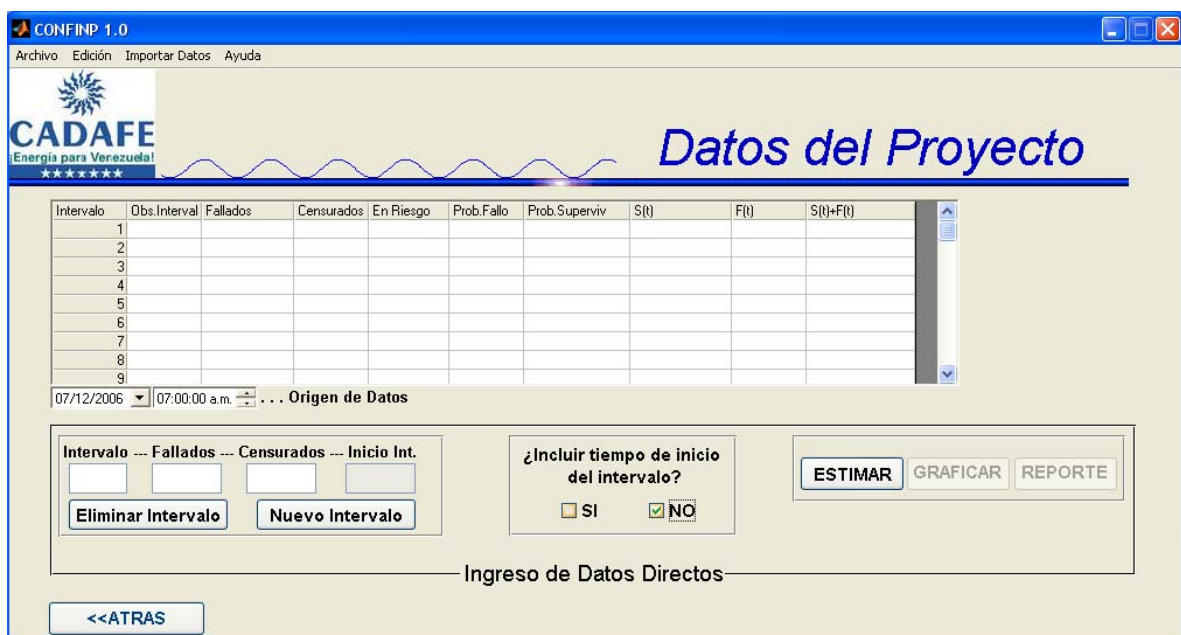 CONFINP 1.0
Archivo Edición Importar Datos Ayuda
CADAFE
¡Energía para Venezuela!
Datos del Proyecto
Intervalo Obs.Interval Fallados Censurados En Riesgo Prob.Fallo Prob.Superviv S(t) F(t) S(t)+F(t)
1
2
3
4
5
6
7
8
9
07/12/2006 07:00:00 a.m. . . . Origen de Datos
Intervalo --- Fallados --- Censurados --- Inicio Int.
Eliminar Intervalo Nuevo Intervalo
¿Incluir tiempo de inicio
del intervalo?
SI NO
ESTIMAR GRAFICAR REPORTE
Ingreso de Datos Directos
<<ATRAS